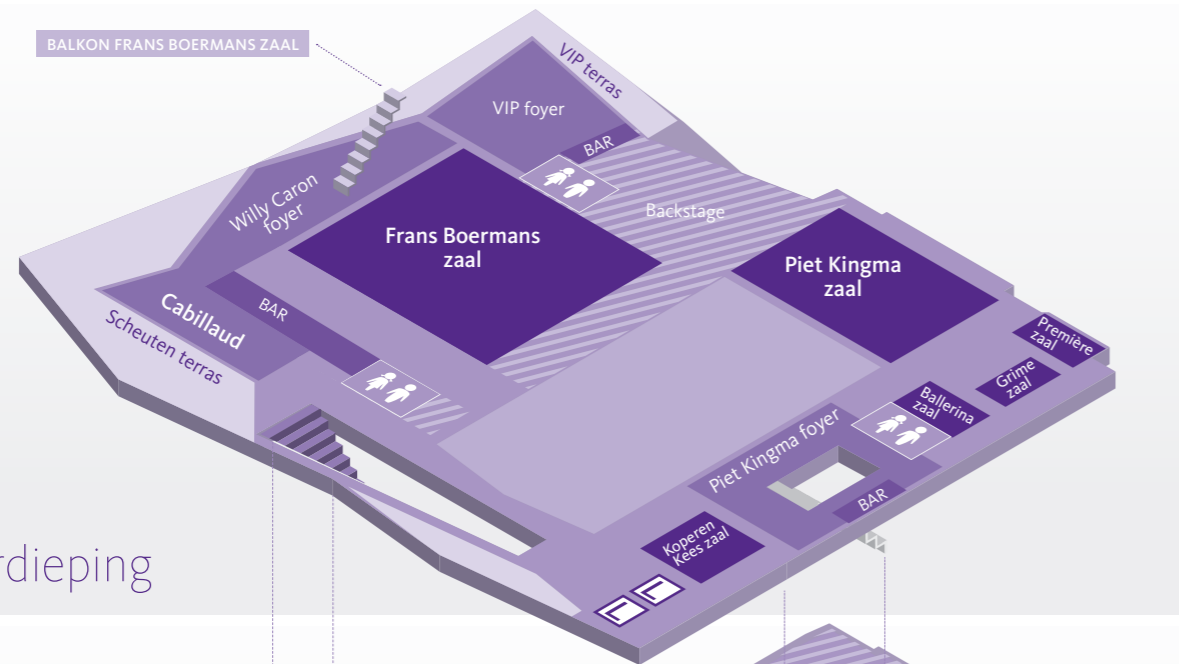 BALKON FRANS BOERMANS ZAAL
VIP terras
VIP foyer
BAR
Willy Caron
foyer
Backstage
Frans Boermans
zaal
Piet Kingma
zaal
Cabillaud
BAR
Scheuten terras
Première
zaal
Grime
zaal
Ballerina
zaal
Piet Kingma foyer
BAR
Koperen
Kees zaal
rdieping